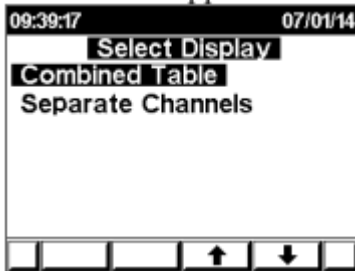 09:39:17 07/01/14
Select Display
Combined Table
Separate Channels